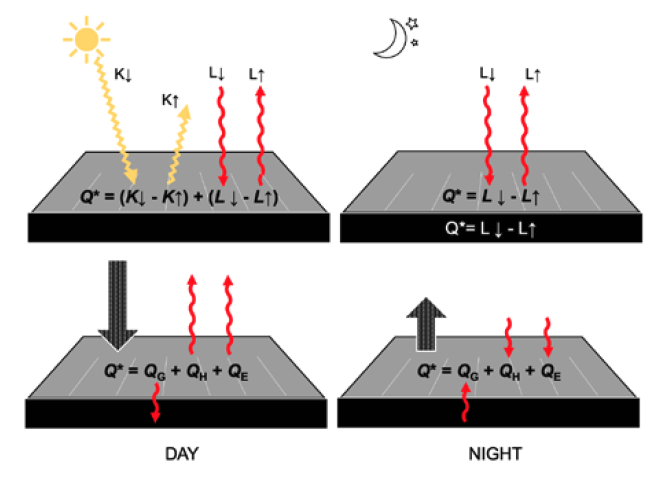 K↓
K↑
L↓
L↑
Q* = (K↓ - K↑) + (L ↓ - L↑)
L↓
L↑
Q* = L ↓ - L↑
Q*= L ↓ - L↑
Q* = QG + QH + QE
Q* = QG + QH + QE
DAY
NIGHT